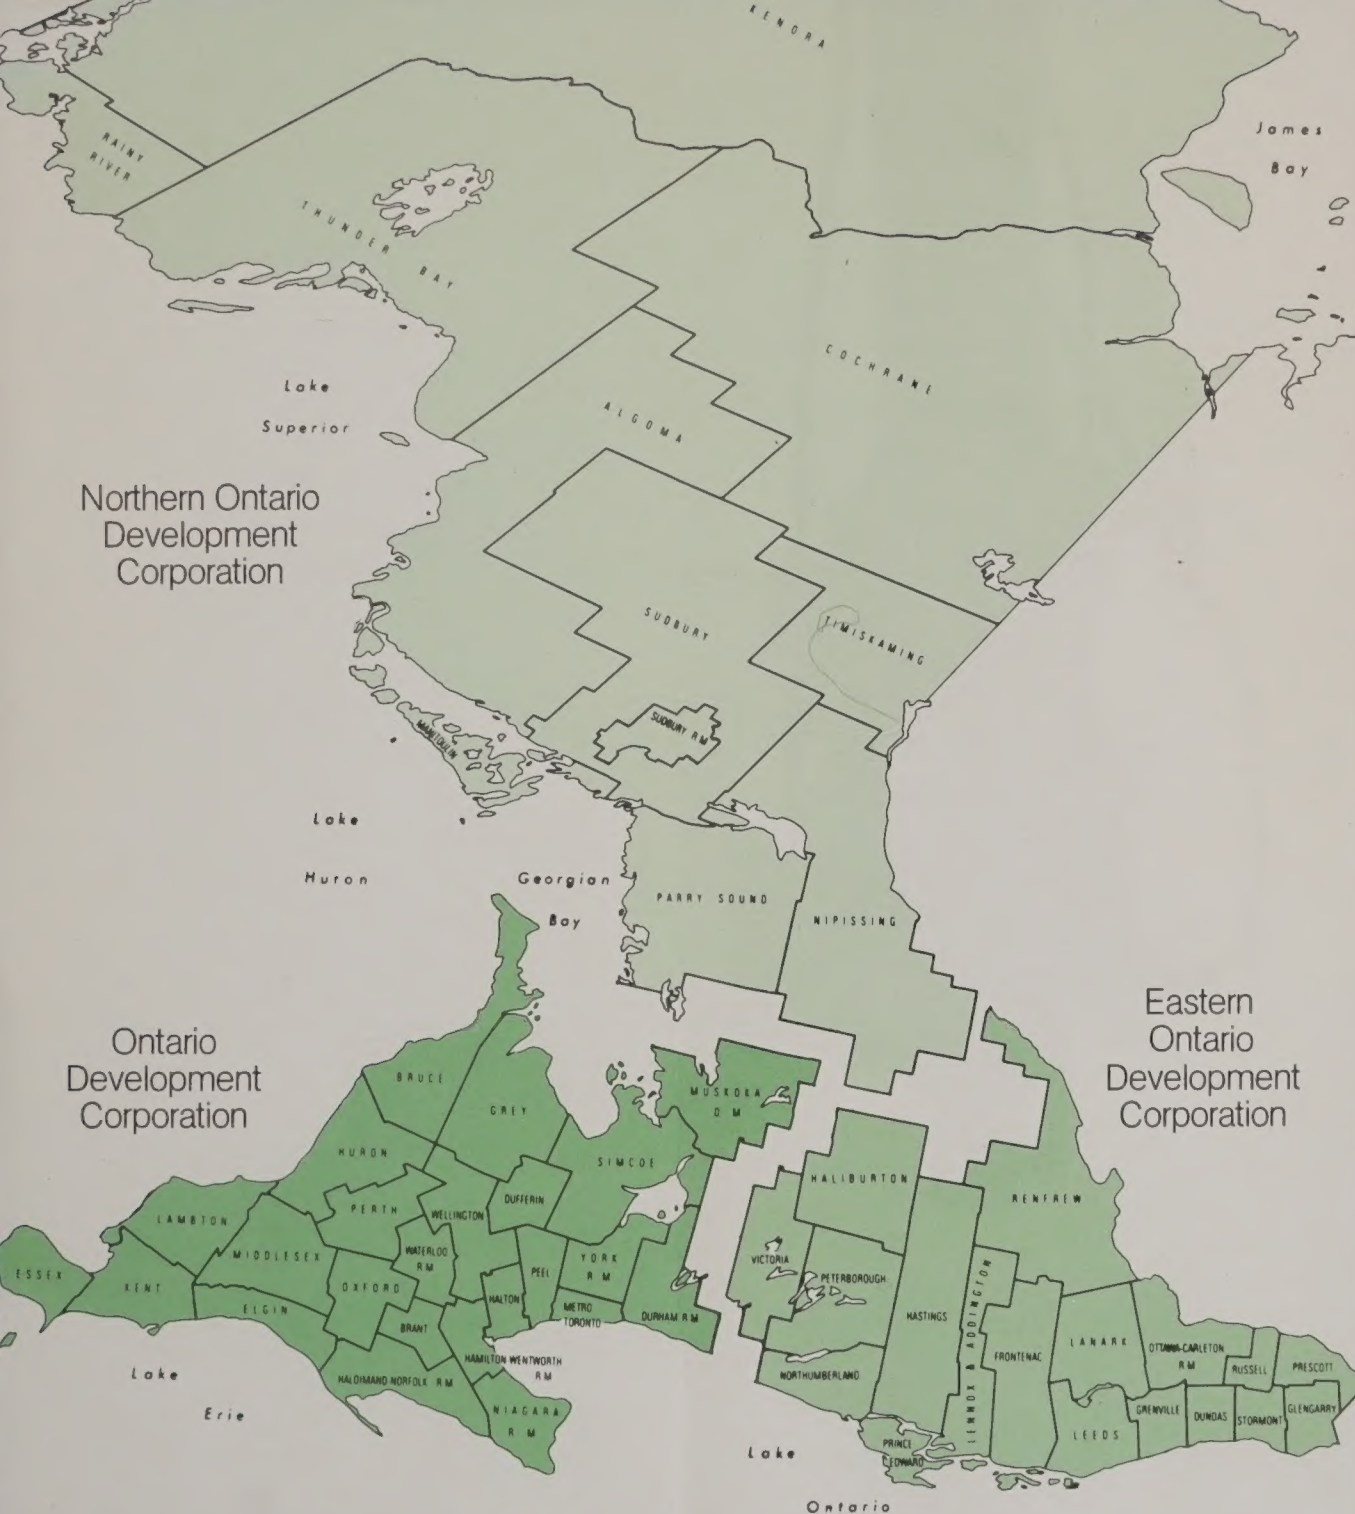 KENORA
James
Bay
RAINY
RIVER
THUNDER BAY
COCHRANE
Lake
Superior
ALGOMA
Northern Ontario
Development
Corporation
SUDBURY
TIMISKAMING
SUDBURY R M
MANITOULIN
Lake
Huron
Georgian
Bay
PARRY SOUND
NIPISSING
Eastern
Ontario
Development
Corporation
Ontario
Development
Corporation
BRUCE
GREY
MUSKOKA
D M
HURON
SIMCOE
HALIBURTON
RENFREW
PERTH
WELLINGTON
DUFFERIN
LAMBTON
MIDDLESEX
WATERLOO
R M
PEEL
YORK
R M
VICTORIA
PETERBOROUGH
ESSEX
KENT
OXFORD
ELGIN
HALTON
METRO
TORONTO
DURHAM R M
HASTINGS
LENNOX & ADDINGTON
BRANT
FRONTENAC
LANARK
OTTAWA-CARLETON
R M
RUSSELL
PRESCOTT
HAMILTON-WENTWORTH
R M
HALDIMAND-NORFOLK R M
NORTHUMBERLAND
Lake
Erie
NIAGARA
R M
GRENVILLE
DUNDAS
STORMONT
GLENGARRY
LEEDS
PRINCE
EDWARD
Lake
Ontario